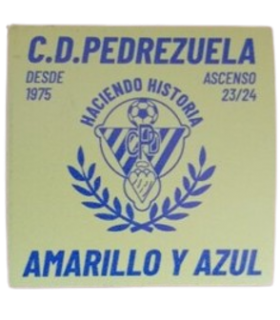 C.D.PEDREZUELA
DESDE
1975
ASCENSO
23/24
HACIENDO HISTORIA
CPD
AMARILLO Y AZUL